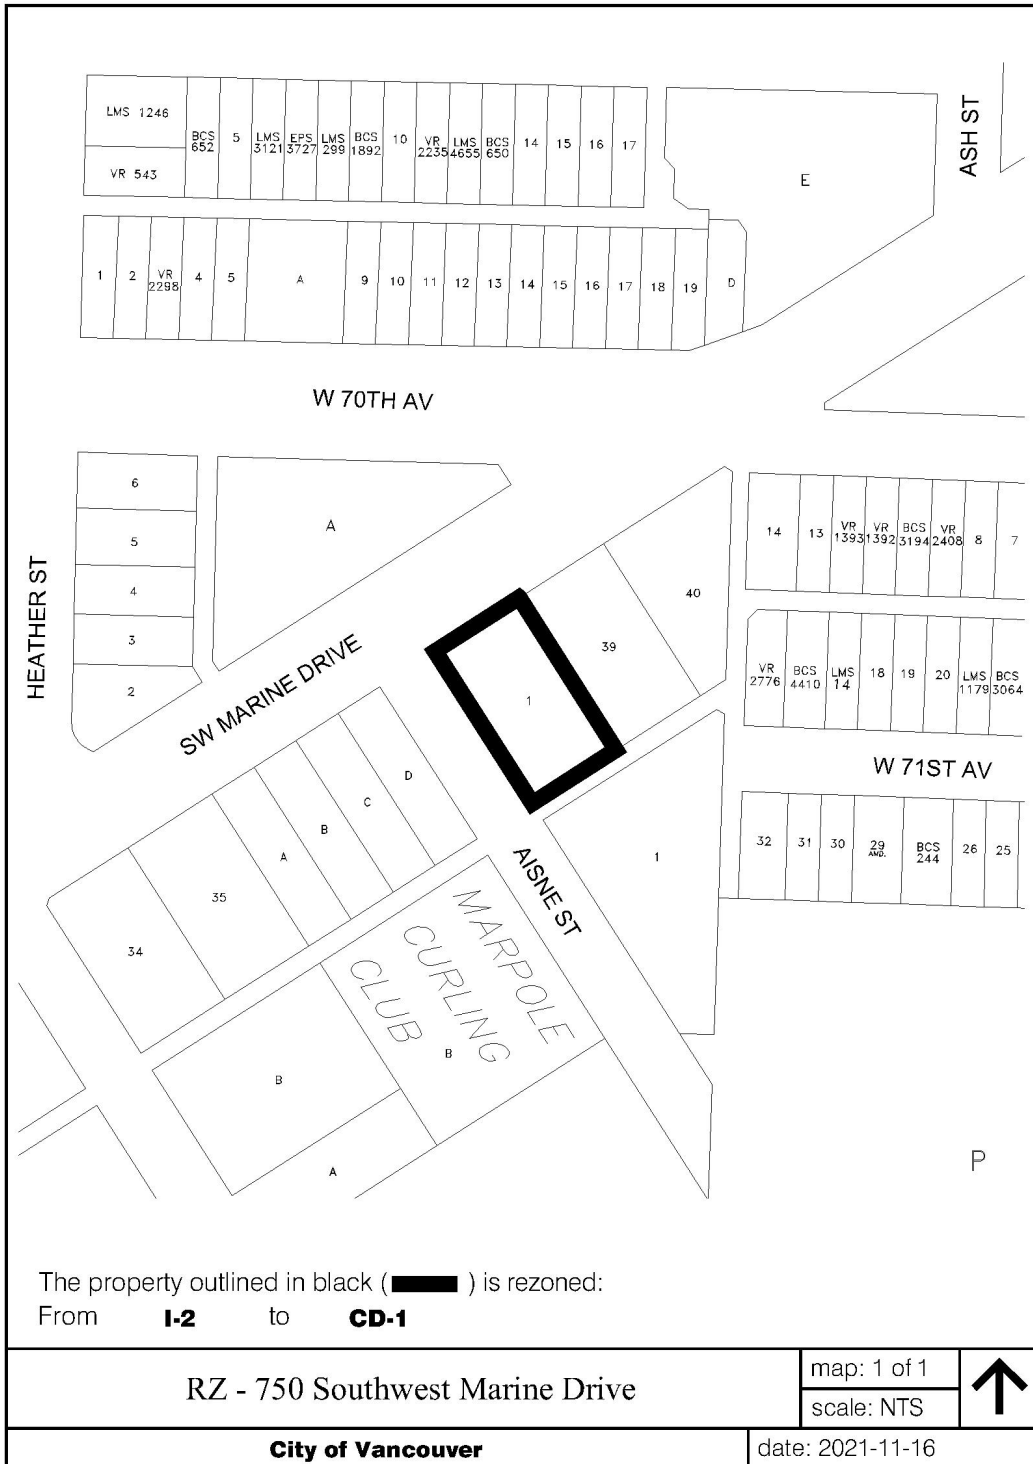 LMS 1246
VR 543
BCS
652
5
LMS
3121
EPS
3727
LMS
299
BCS
1892
10
VR
2235
LMS
4655
BCS
650
14
15
16
17
E
ASH ST
1
2
VR
2298
4
5
A
9
10
11
12
13
14
15
16
17
18
19
D
W 70TH AV
6
5
4
3
2
HEATHER ST
A
SW MARINE DRIVE
1
39
40
14
13
VR
1393
VR
1392
BCS
3194
VR
2408
8
7
VR
2776
BCS
4410
LMS
14
18
19
20
LMS
1179
BCS
3064
W 71ST AV
32
31
30
29
AMD.
BCS
244
26
25
1
AISNE ST
34
35
A
B
C
D
MARPOLE
CURLING
CLUB
B
B
A
P
The property outlined in black ( ) is rezoned:
From I-2 to CD-1
RZ - 750 Southwest Marine Drive
map: 1 of 1
scale: NTS
City of Vancouver
date: 2021-11-16